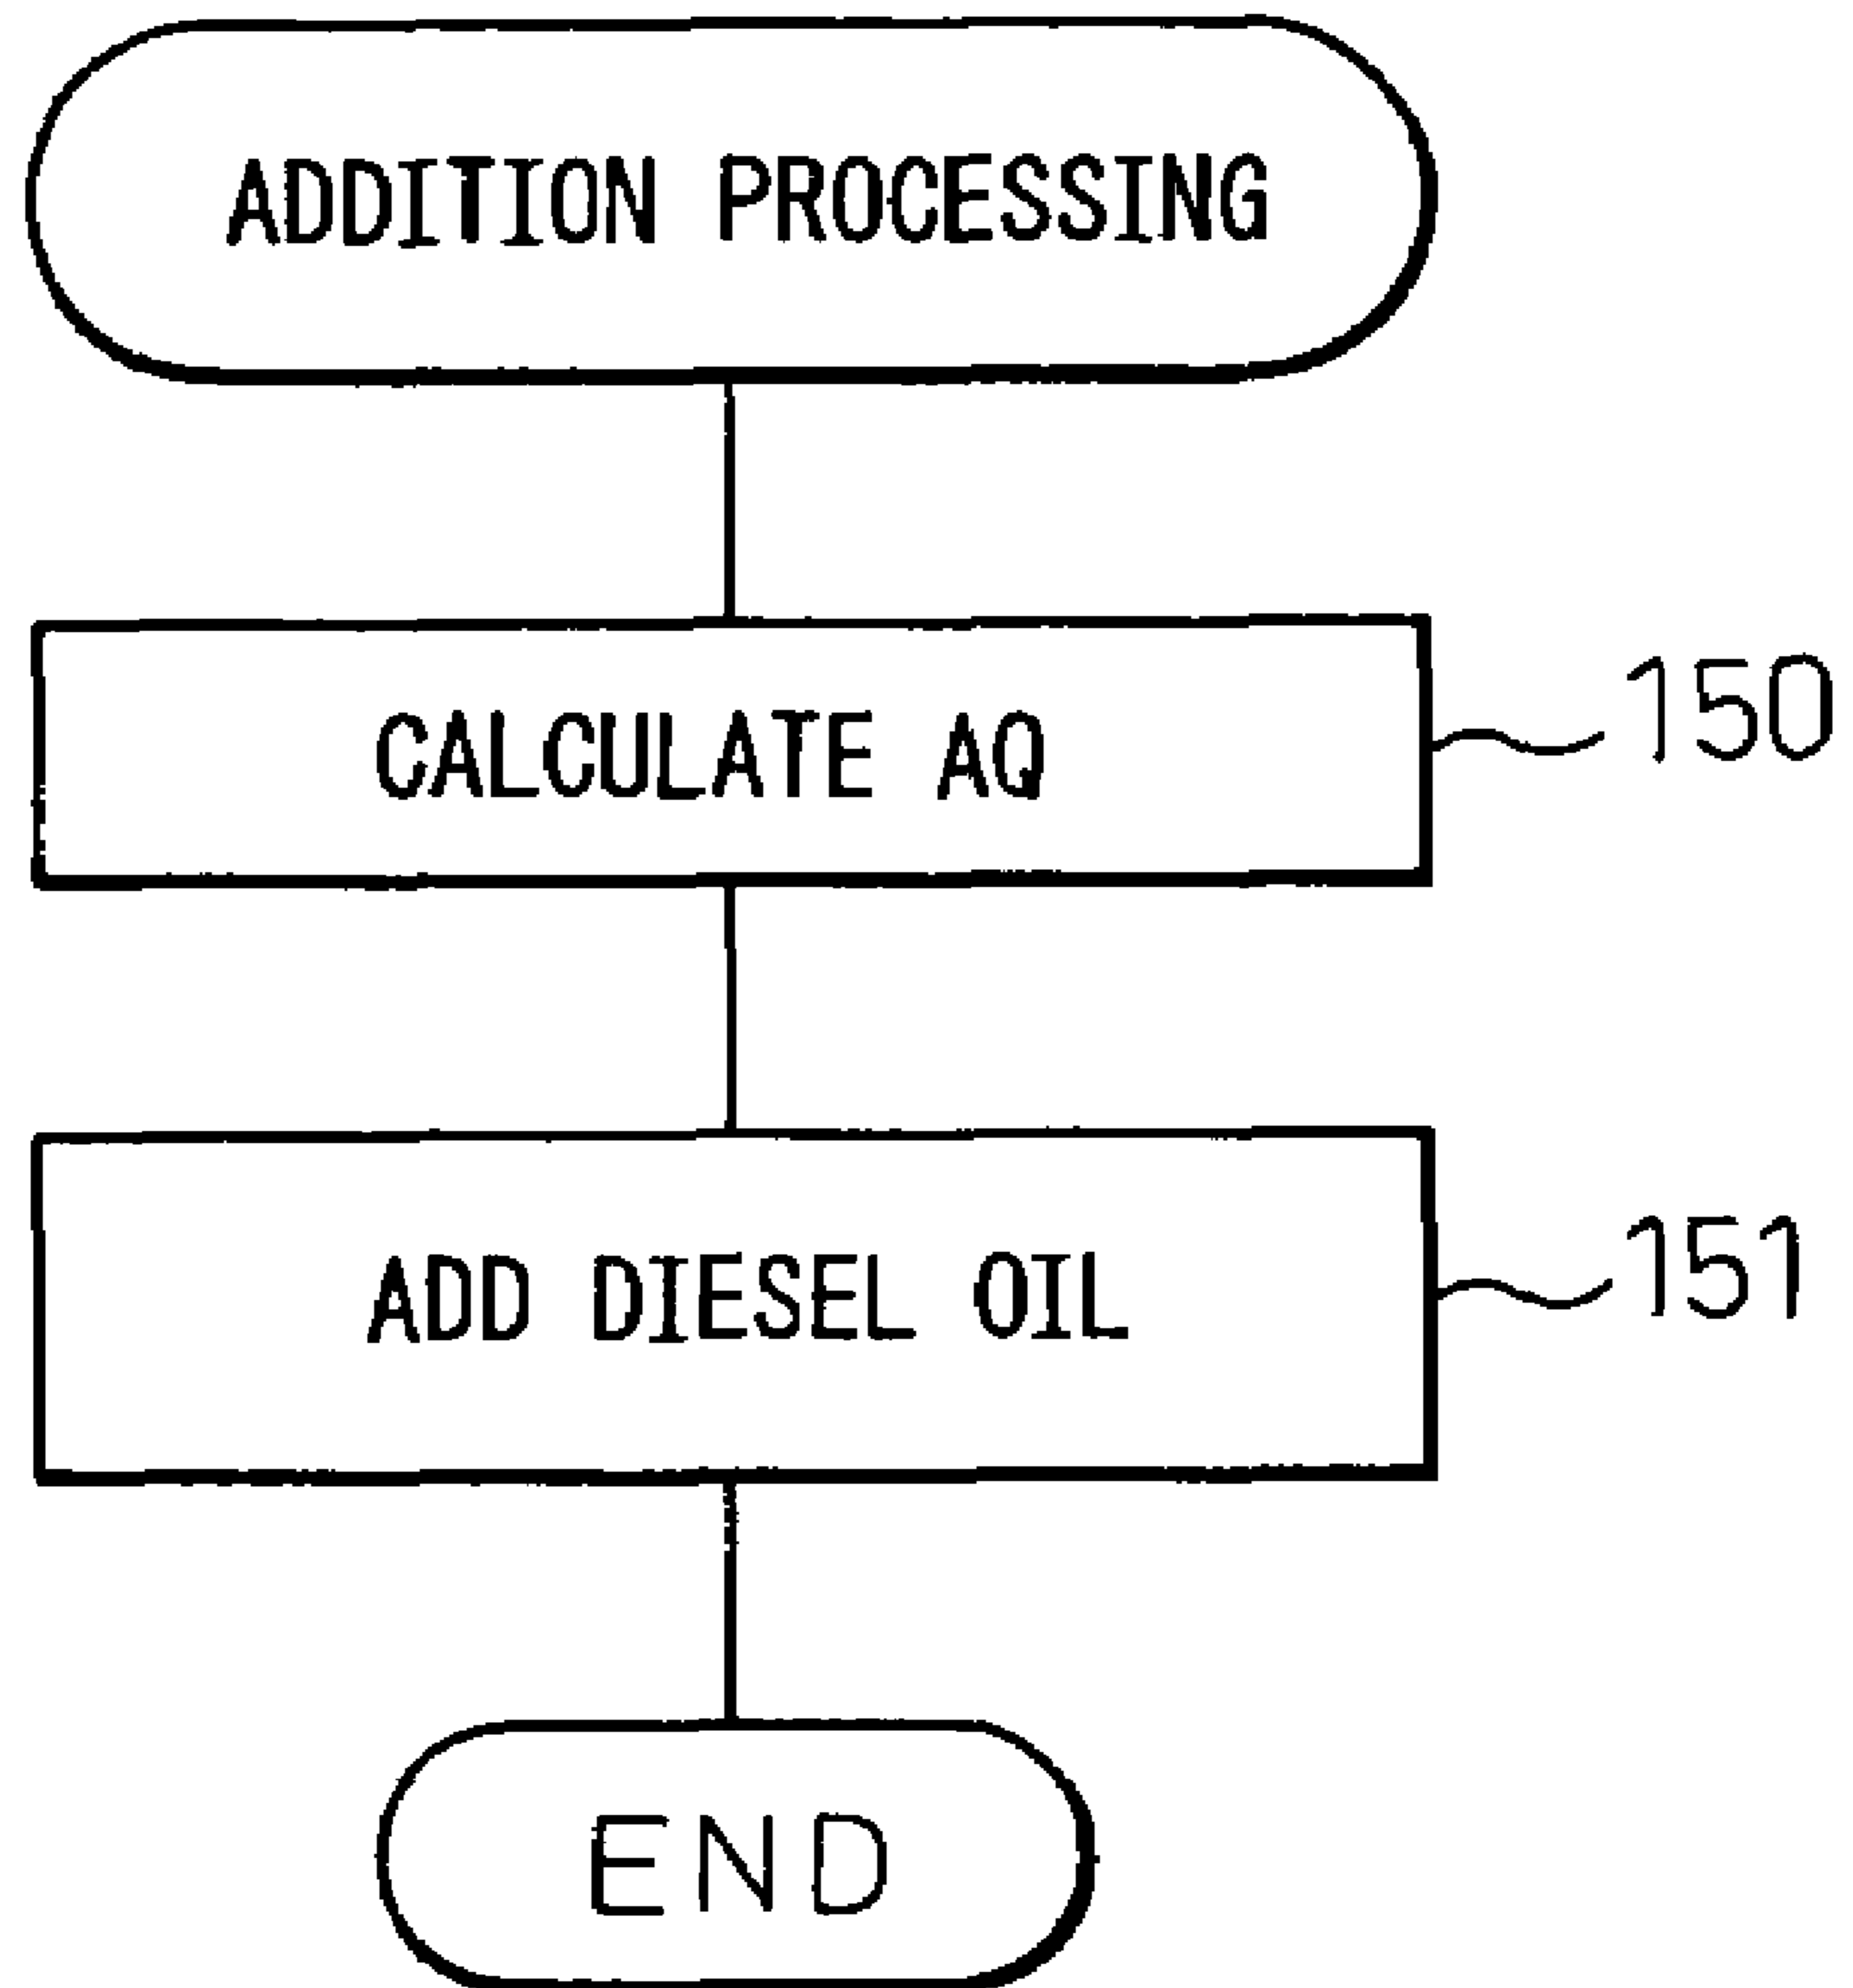 ADDITION PROCESSING
CALCULATE AQ
150
ADD DIESEL OIL
151
END